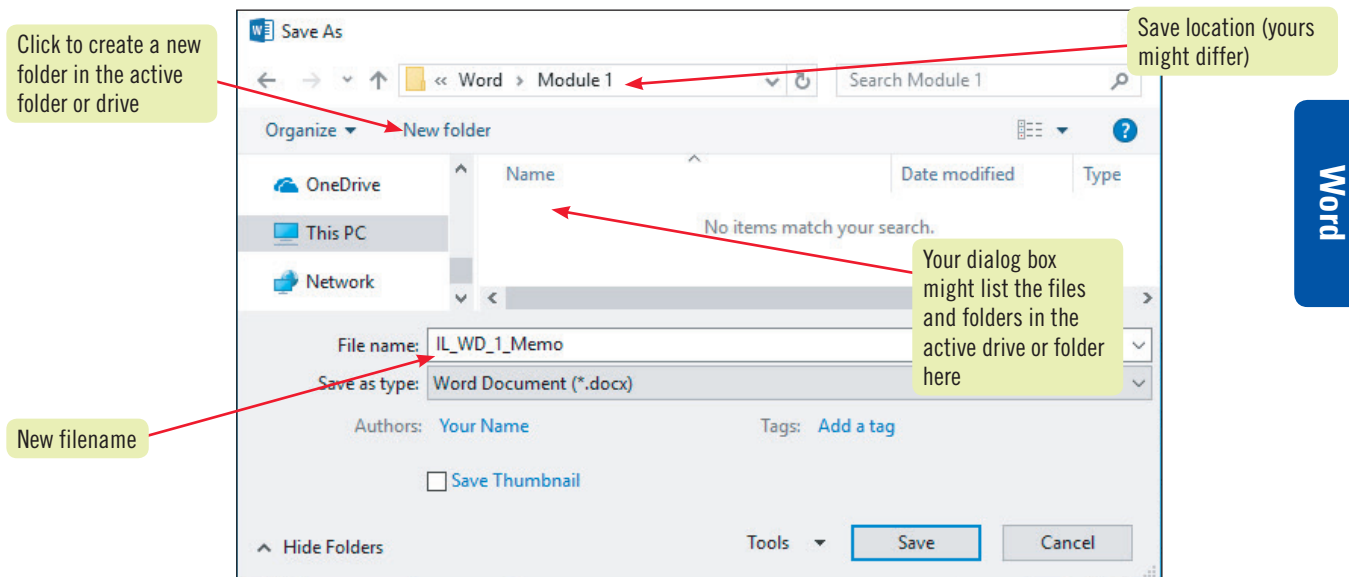 Save As
Click to create a new
folder in the active
folder or drive
Save location (yours
might differ)
« Word > Module 1
Search Module 1
Organize
New folder
?
Word
OneDrive
This PC
Network
Name
Date modified
Type
No items match your search.
Your dialog box
might list the files
and folders in the
active drive or folder
here
File name: IL_WD_1_Memo
Save as type: Word Document (*.docx)
New filename
Authors: Your Name
Tags: Add a tag
Save Thumbnail
Hide Folders
Tools
Save
Cancel